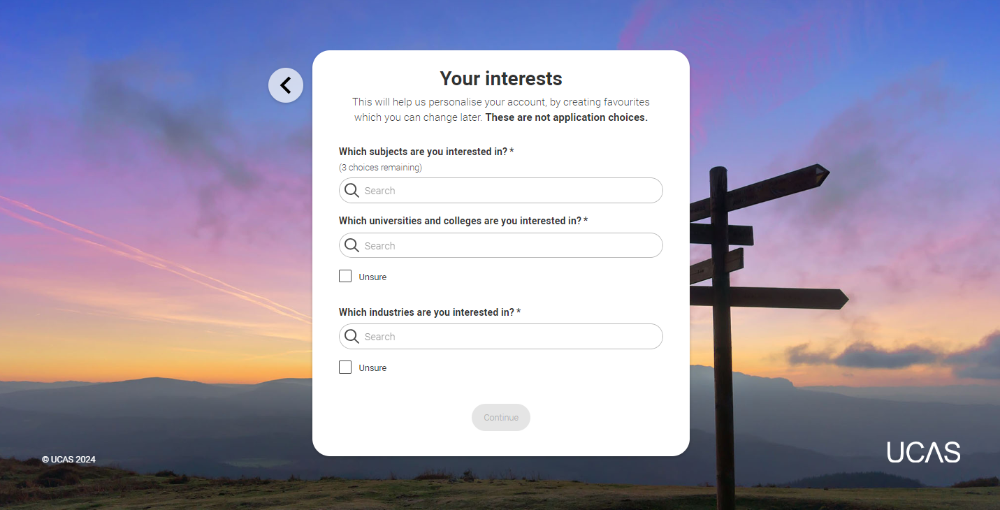 Your interests
This will help us personalise your account, by creating favourites
which you can change later. These are not application choices.
Which subjects are you interested in? *
(3 choices remaining)
Search
Which universities and colleges are you interested in? *
Search
Unsure
Which industries are you interested in? *
Search
Unsure
Continue
© UCAS 2024
UCAS